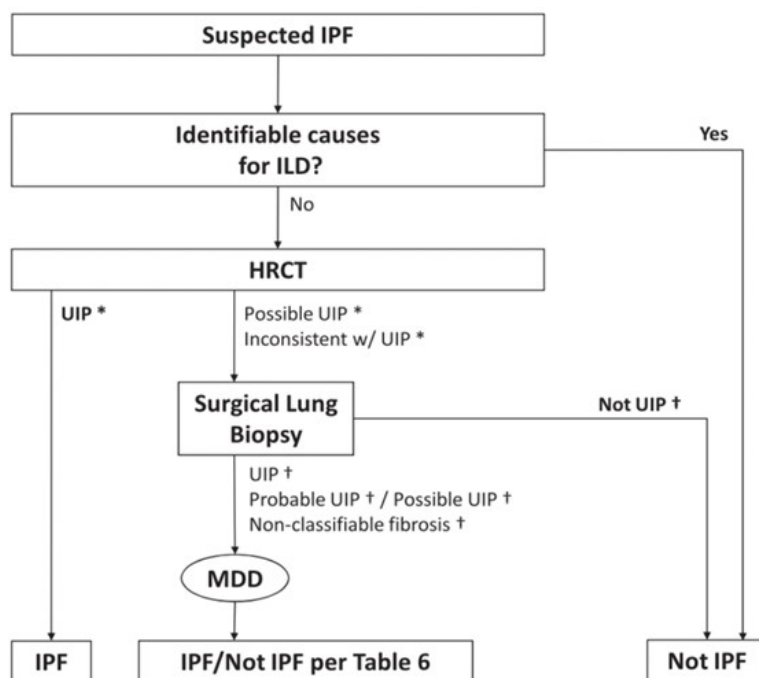 Suspected IPF
Identifiable causes
for ILD?
Yes
No
HRCT
UIP *
Possible UIP *
Inconsistent w/ UIP *
Surgical Lung
Biopsy
Not UIP †
UIP †
Probable UIP † / Possible UIP †
Non-classifiable fibrosis †
MDD
IPF
IPF/Not IPF per Table 6
Not IPF